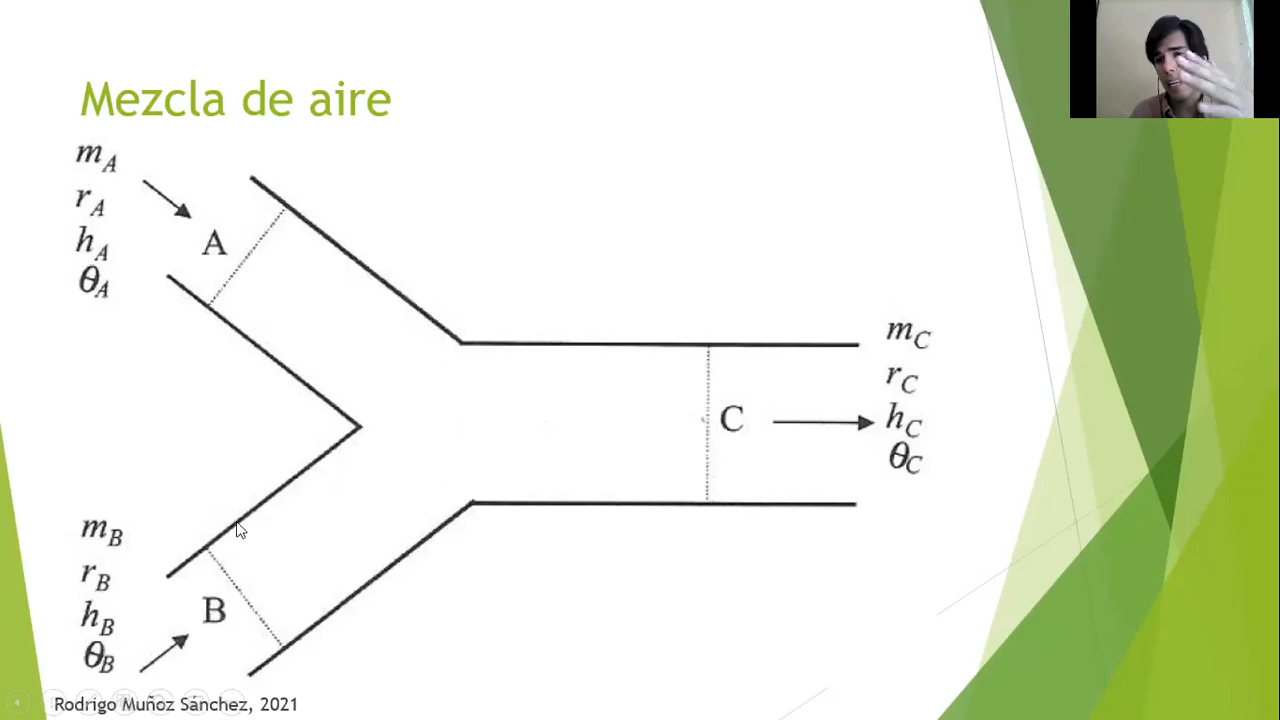 Mezcla de aire
m_A
r_A
h_A
θ_A
A
m_C
r_C
h_C
θ_C
C
m_B
r_B
h_B
θ_B
B
Rodrigo Muñoz Sánchez, 2021